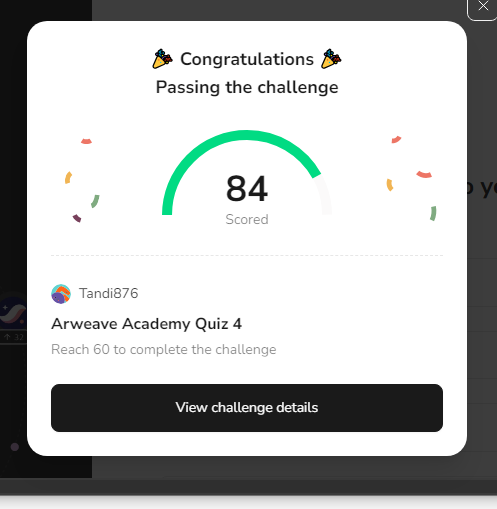 Congratulations
Passing the challenge
84
Scored
Tandi876
Arweave Academy Quiz 4
Reach 60 to complete the challenge
View challenge details